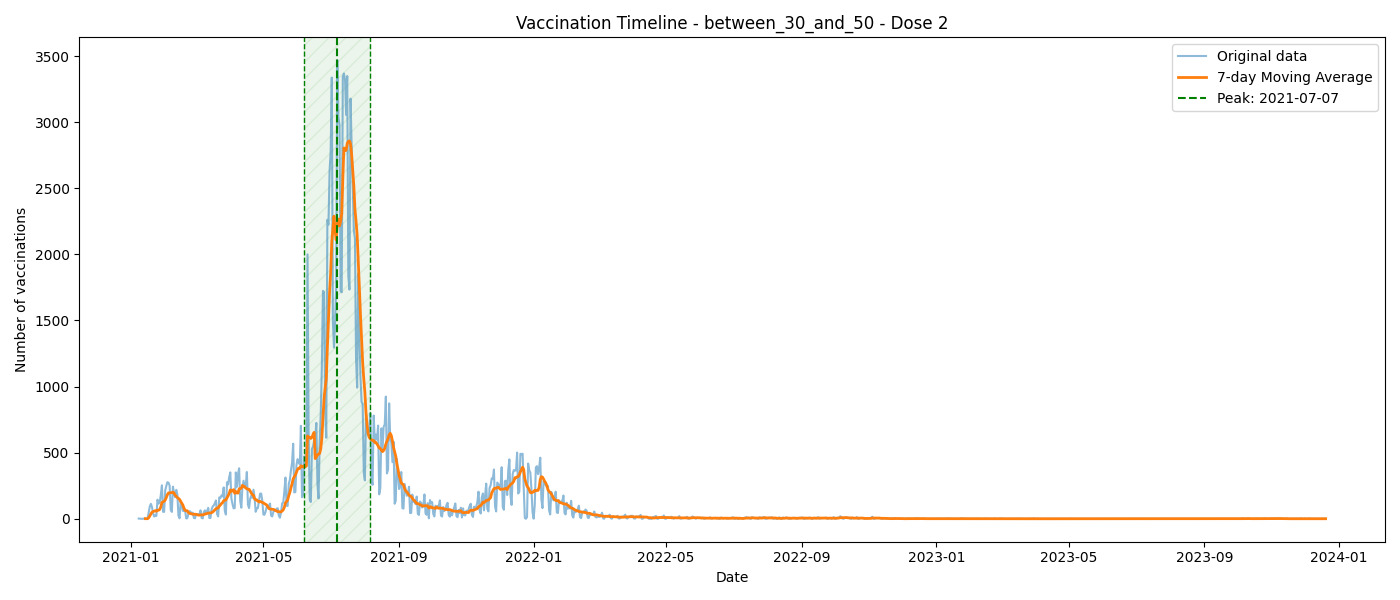 Vaccination Timeline - between_30_and_50 - Dose 2
Original data
7-day Moving Average
Peak: 2021-07-07
Number of vaccinations
3500
3000
2500
2000
1500
1000
500
0
2021-01 2021-05 2021-09 2022-01 2022-05 2022-09 2023-01 2023-05 2023-09 2024-01
Date